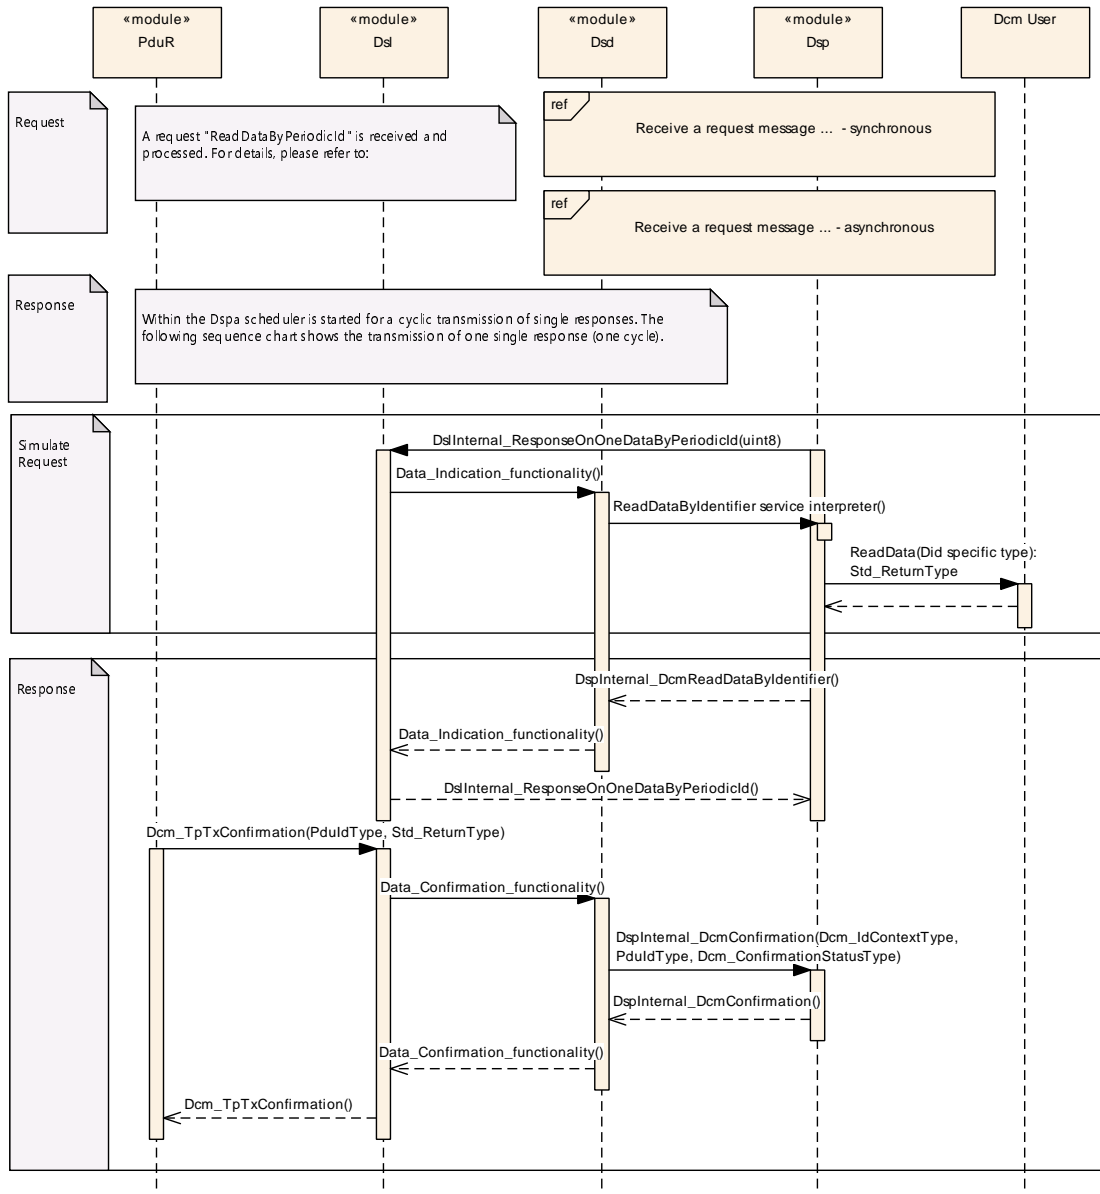 «module»
PduR
«module»
Dsl
«module»
Dsd
«module»
Dsp
Dcm User
Request
A request "ReadDataByPeriodicId" is received and
processed. For details, please refer to:
ref
Receive a request message ... - synchronous
ref
Receive a request message ... - asynchronous
Response
Within the Dspa scheduler is started for a cyclic transmission of single responses. The
following sequence chart shows the transmission of one single response (one cycle).
Simulate
Request
DslInternal_ResponseOnOneDataByPeriodicId(uint8)
Data_Indication_functionality()
ReadDataByIdentifier service interpreter()
ReadData(Did specific type):
Std_ReturnType
Response
DspInternal_DcmReadDataByIdentifier()
Data_Indication_functionality()
DslInternal_ResponseOnOneDataByPeriodicId()
Dcm_TpTxConfirmation(PduIdType, Std_ReturnType)
Data_Confirmation_functionality()
DspInternal_DcmConfirmation(Dcm_IdContextType,
PduIdType, Dcm_ConfirmationStatusType)
DspInternal_DcmConfirmation()
Data_Confirmation_functionality()
Dcm_TpTxConfirmation()